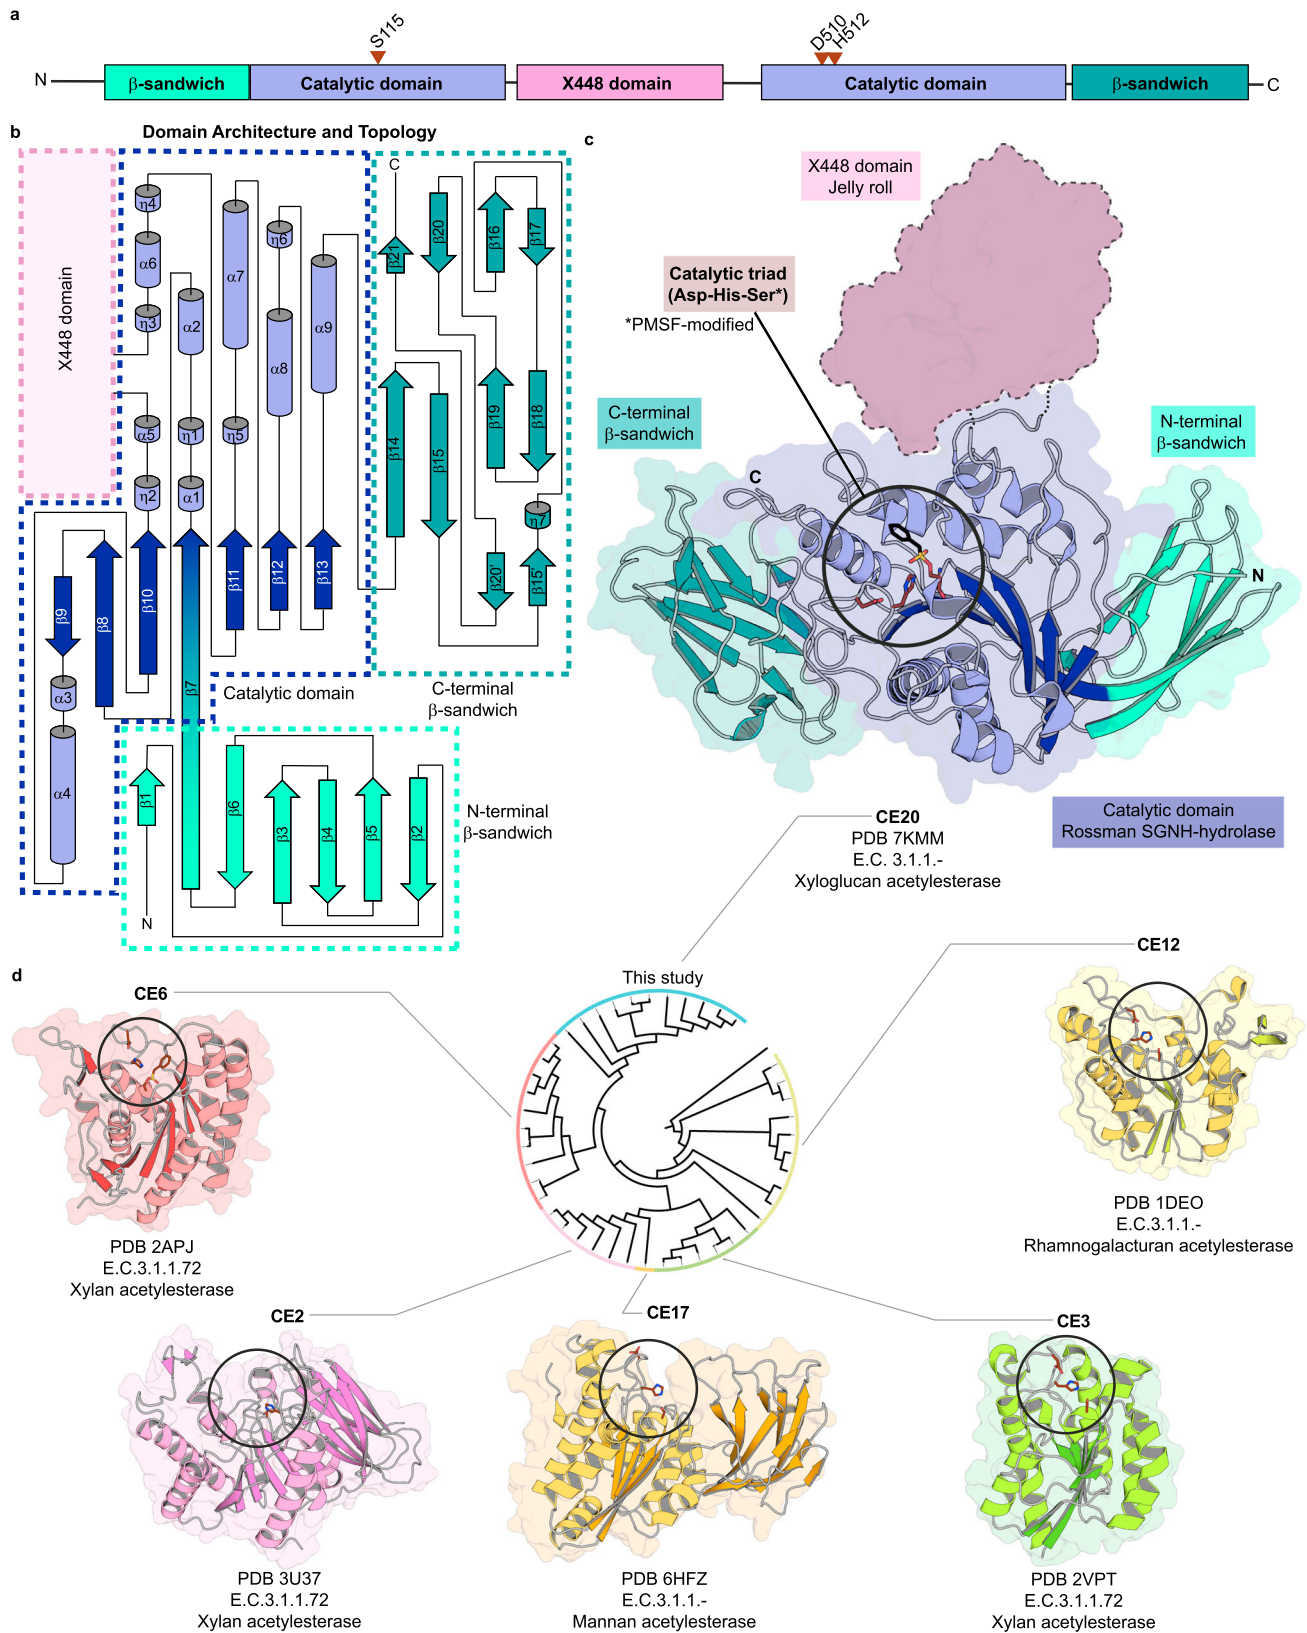 a
S115
D510
H512
N
β-sandwich
Catalytic domain
X448 domain
Catalytic domain
β-sandwich
C
b
Domain Architecture and Topology
X448 domain
η4
α6
η3
α5
η2
α2
η1
α1
α7
η5
η6
α8
α9
β9
β8
β10
β7
β11
β12
β13
α3
α4
C
β21
β20
β16
β17
β14
β15
β19
β18
η7
β20'
β15'
Catalytic domain
C-terminal
β-sandwich
β1
β6
β3
β4
β5
β2
N
N-terminal
β-sandwich
c
X448 domain
Jelly roll
Catalytic triad
(Asp-His-Ser*)
*PMSF-modified
C-terminal
β-sandwich
N-terminal
β-sandwich
C
N
Catalytic domain
Rossman SGNH-hydrolase
CE20
PDB 7KMM
E.C. 3.1.1.-
Xyloglucan acetylesterase
d
This study
CE6
PDB 2APJ
E.C.3.1.1.72
Xylan acetylesterase
CE12
PDB 1DEO
E.C.3.1.1.-
Rhamnogalacturan acetylesterase
CE2
PDB 3U37
E.C.3.1.1.72
Xylan acetylesterase
CE17
PDB 6HFZ
E.C.3.1.1.-
Mannan acetylesterase
CE3
PDB 2VPT
E.C.3.1.1.72
Xylan acetylesterase